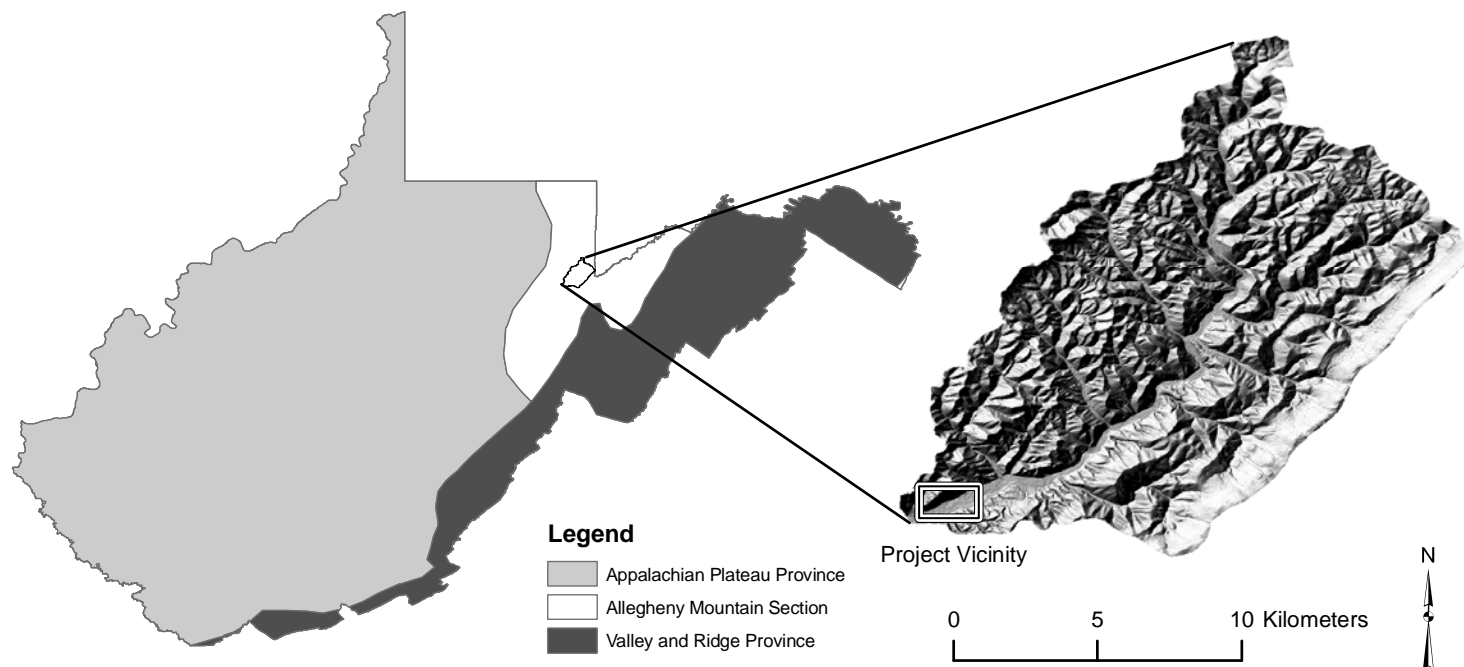 Legend
Appalachian Plateau Province
Allegheny Mountain Section
Valley and Ridge Province
Project Vicinity
0 5 10 Kilometers
N